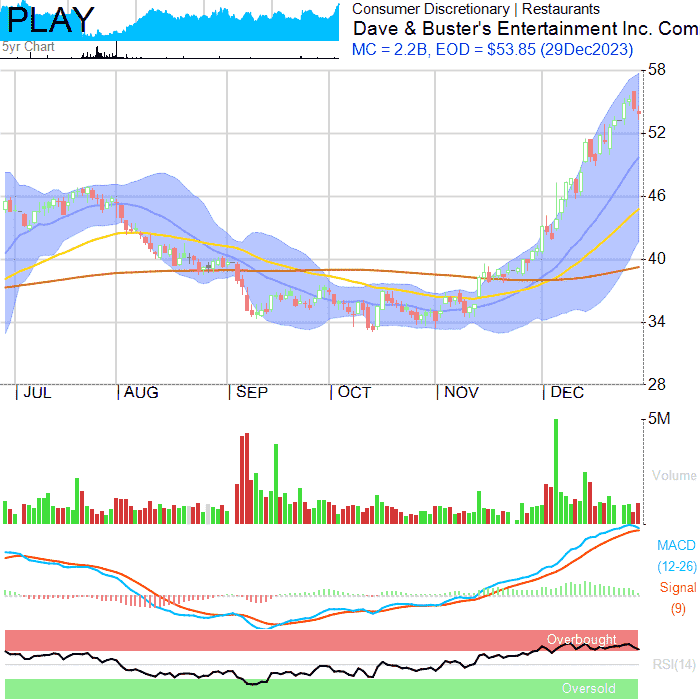 PLAY
5yr Chart
Consumer Discretionary | Restaurants
Dave & Buster's Entertainment Inc. Com
MC = 2.2B, EOD = $53.85 (29Dec2023)
58
52
46
40
34
28
JUL AUG SEP OCT NOV DEC
5M
Volume
MACD
(12-26)
Signal
(9)
Overbought
RSI(14)
Oversold